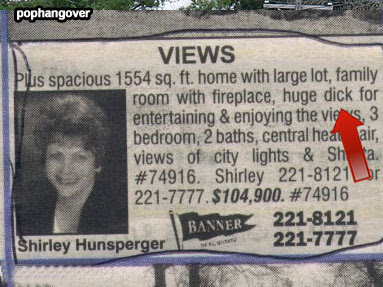 pophangover
VIEWS
Plus spacious 1554 sq. ft. home with large lot, family
room with fireplace, huge dick for
entertaining & enjoying the views, 3
bedroom, 2 baths, central heat, air,
views of city lights & Shasta.
#74916. Shirley 221-8121 or
221-7777. $104,900. #74916
BANNER
221-8121
221-7777
Shirley Hunsperger